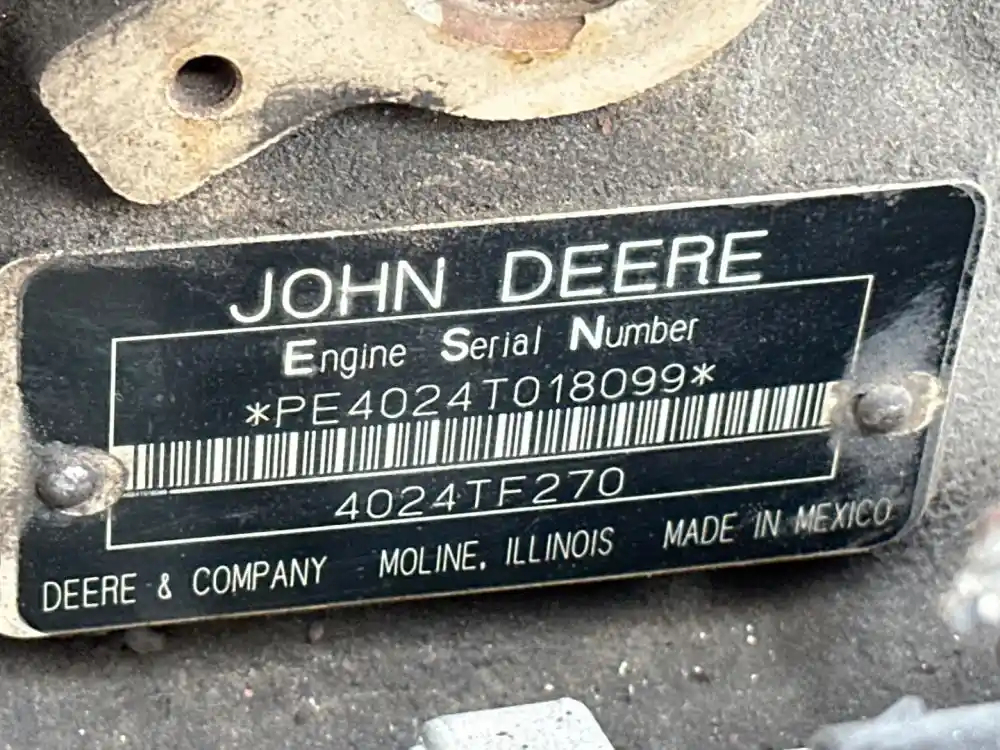 JOHN DEERE
Engine Serial Number
*PE4024T018099*
4024TF270
DEERE & COMPANY MOLINE, ILLINOIS MADE IN MEXICO